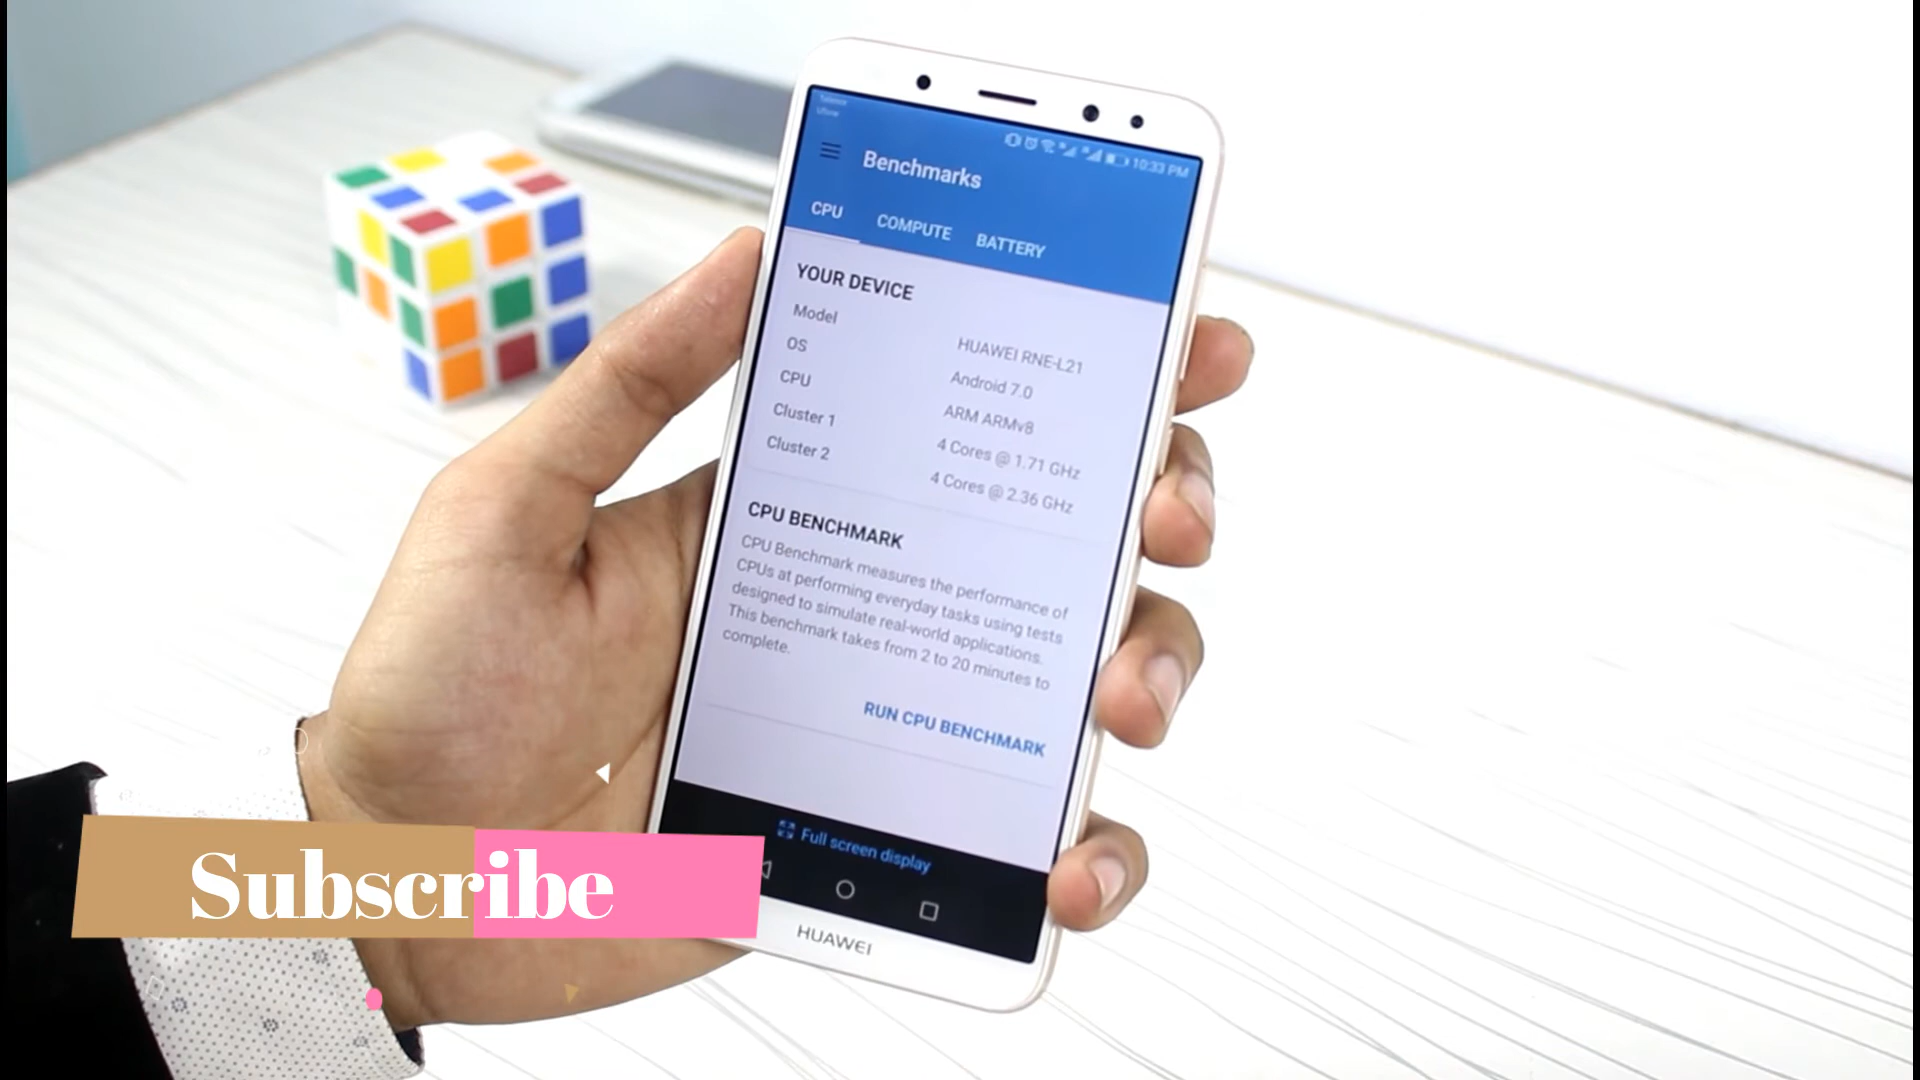 Telenor
Ufone
10:33 PM
Benchmarks
CPU COMPUTE BATTERY
YOUR DEVICE
Model HUAWEI RNE-L21
OS Android 7.0
CPU ARM ARMv8
Cluster 1 4 Cores @ 1.71 GHz
Cluster 2 4 Cores @ 2.36 GHz
CPU BENCHMARK
CPU Benchmark measures the performance of
CPUs at performing everyday tasks using tests
designed to simulate real-world applications.
This benchmark takes from 2 to 20 minutes to
complete.
RUN CPU BENCHMARK
Full screen display
HUAWEI
Subscribe